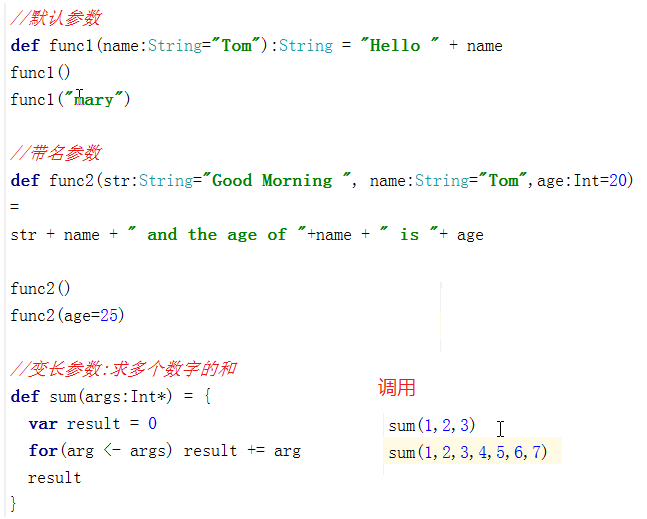 //默认参数
def func1(name:String="Tom"):String = "Hello " + name
func1()
func1("mary")
//带名参数
def func2(str:String="Good Morning ", name:String="Tom",age:Int=20)
=
str + name + " and the age of "+name + " is "+ age
func2()
func2(age=25)
//变长参数:求多个数字的和
def sum(args:Int*) = {
var result = 0
for(arg <- args) result += arg
result
}
调用
sum(1,2,3)
sum(1,2,3,4,5,6,7)